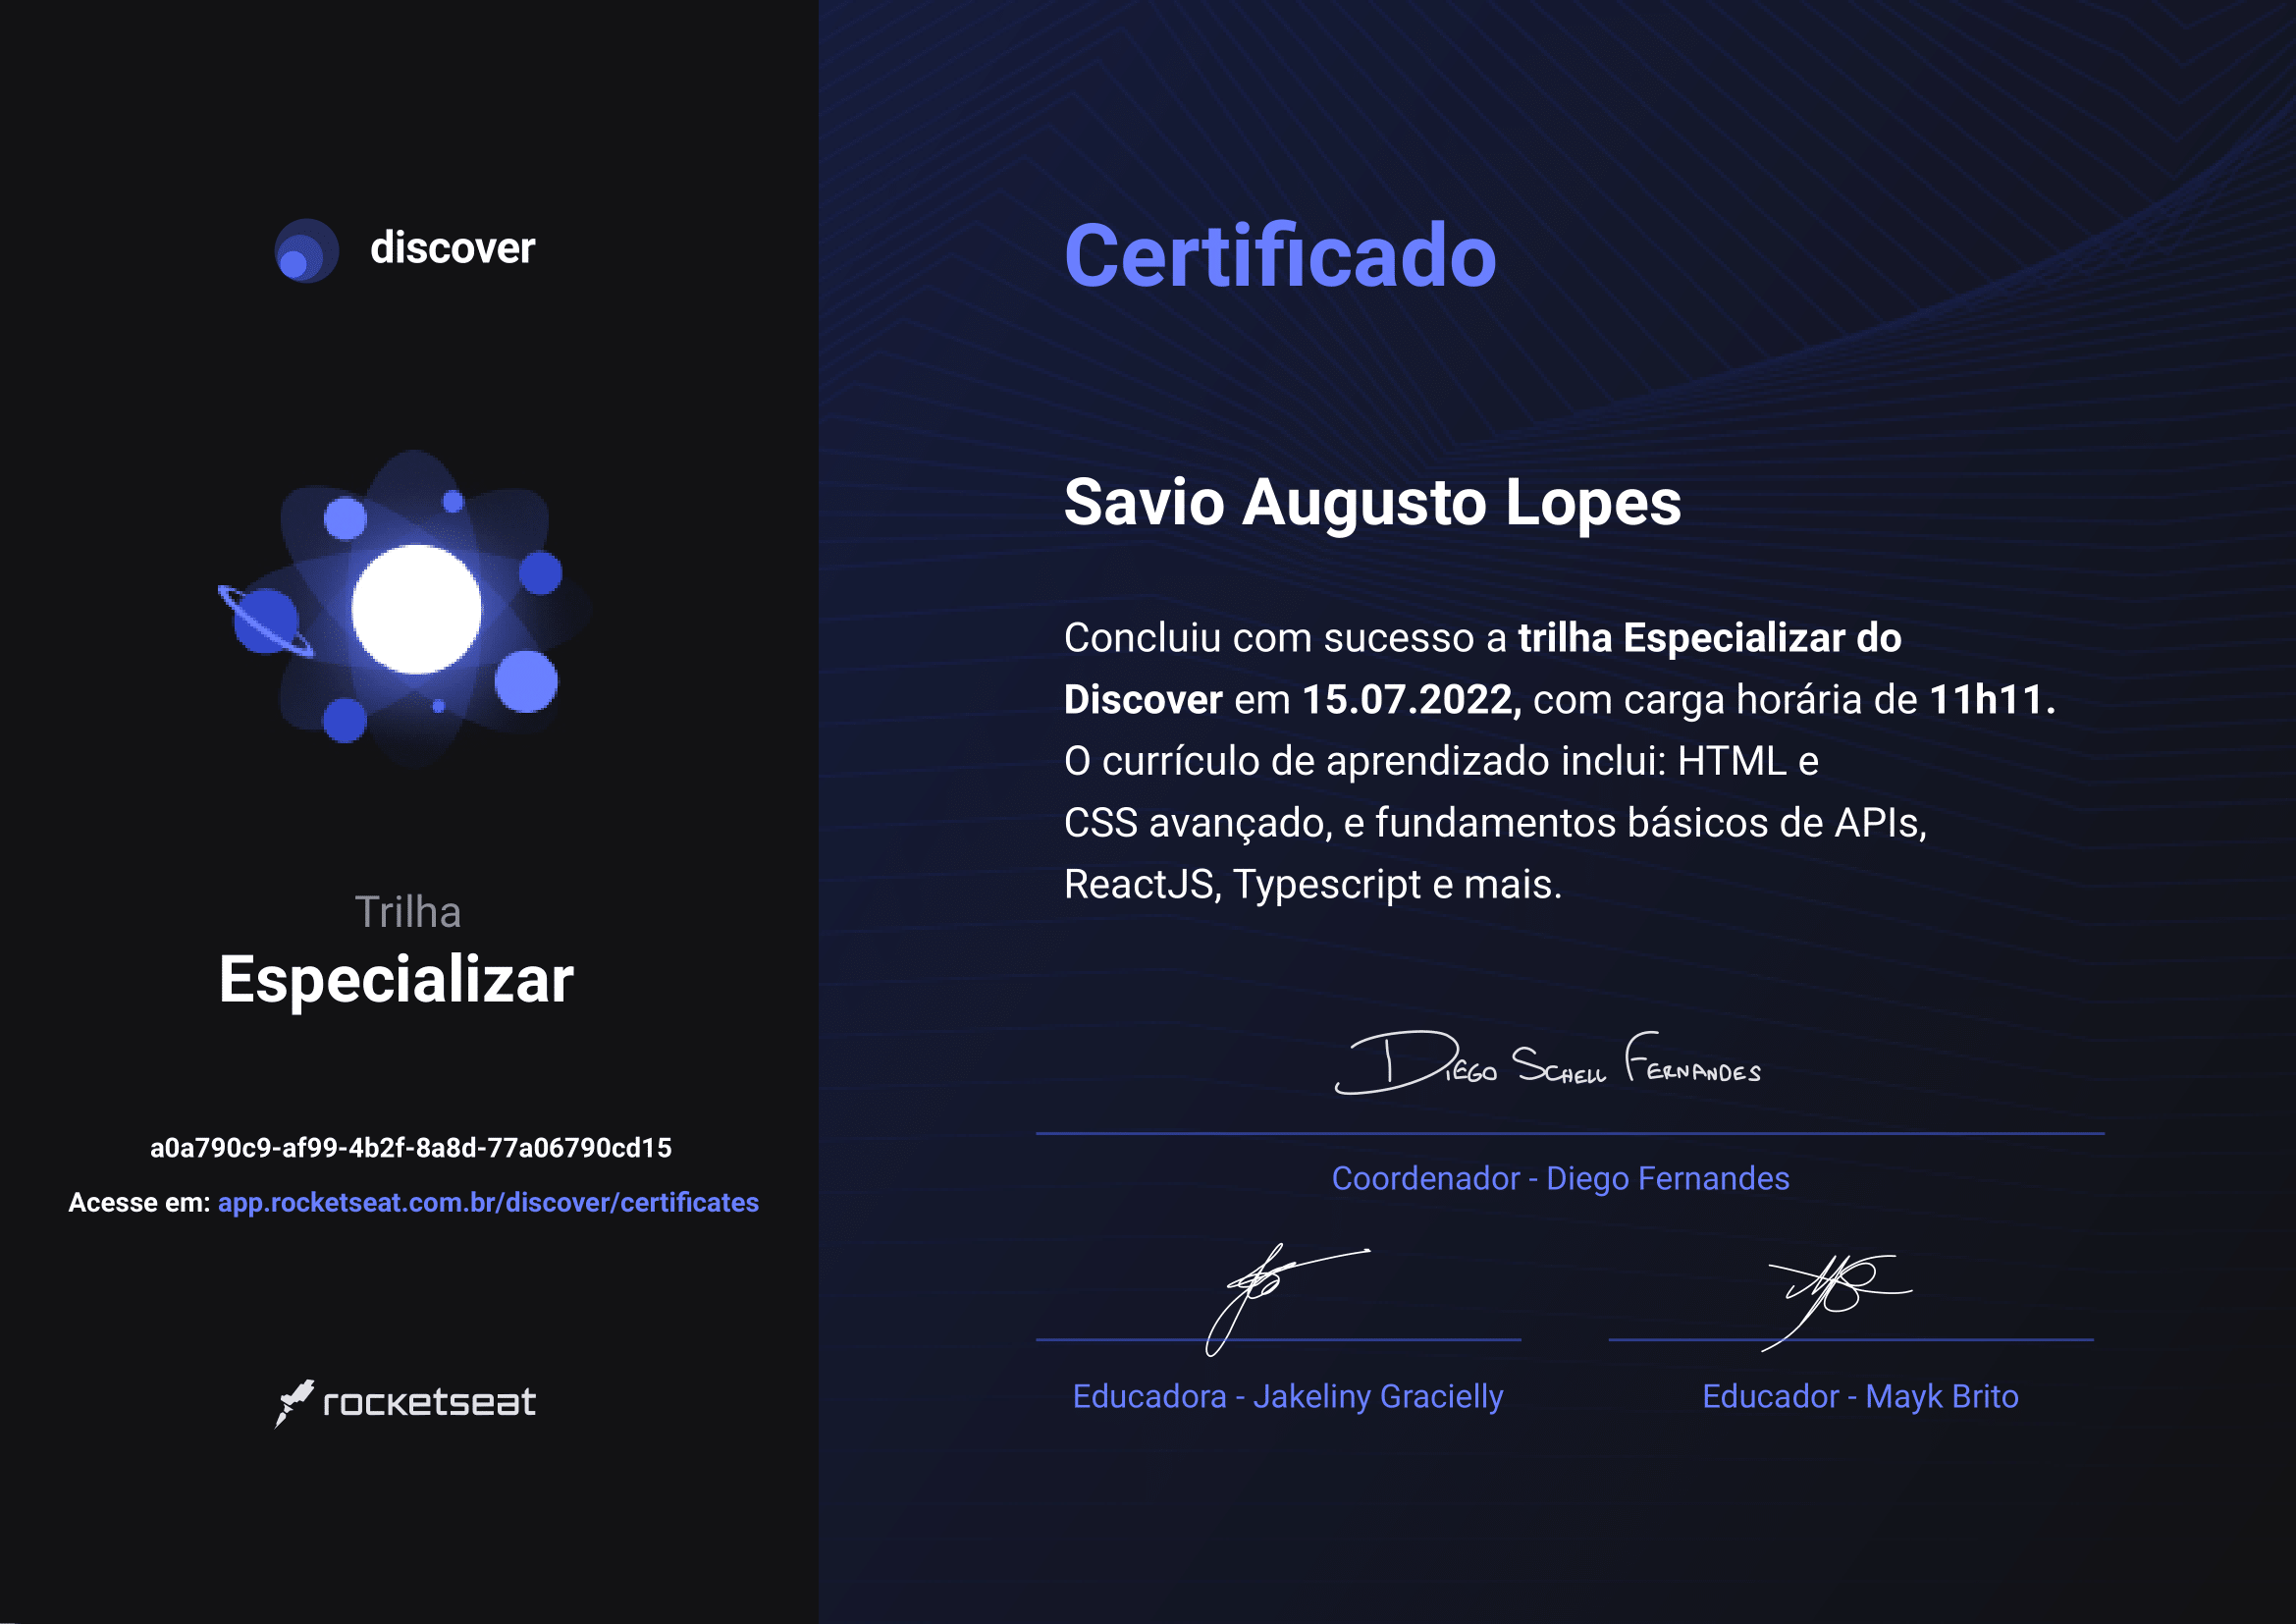 discover
Trilha
Especializar
a0a790c9-af99-4b2f-8a8d-77a06790cd15
Acesse em: app.rocketseat.com.br/discover/certificates
rocketseat
Certificado
Savio Augusto Lopes
Concluiu com sucesso a trilha Especializar do
Discover em 15.07.2022, com carga horária de 11h11.
O currículo de aprendizado inclui: HTML e
CSS avançado, e fundamentos básicos de APIs,
ReactJS, Typescript e mais.
Diego Schell Fernandes
Coordenador - Diego Fernandes
Educadora - Jakeliny Gracielly
Educador - Mayk Brito